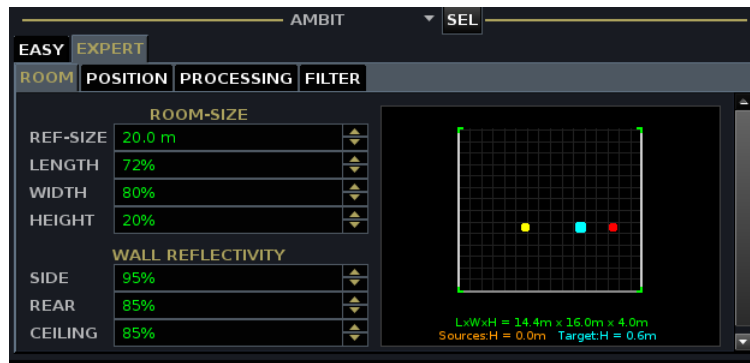 AMBIT SEL
EASY EXPERT
ROOM POSITION PROCESSING FILTER
ROOM-SIZE
REF-SIZE 20.0 m
LENGTH 72%
WIDTH 80%
HEIGHT 20%
WALL REFLECTIVITY
SIDE 95%
REAR 85%
CEILING 85%
LxWxH = 14.4m x 16.0m x 4.0m
Sources:H = 0.0m Target:H = 0.6m